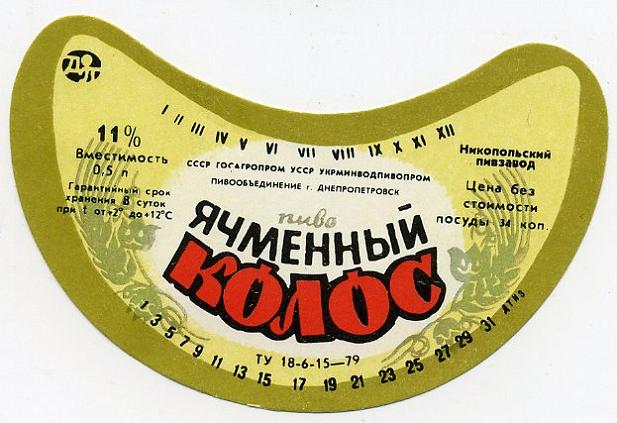 ДОЛ
I II III IV V VI VII VIII IX X XI XII
11%
Вместимость
0,5 л
Гарантийный срок
хранения 8 суток
при t от+2° до+12°С
СССР ГОСАГРОПРОМ УССР УКРМИНВОДПИВОПРОМ
ПИВООБЪЕДИНЕНИЕ г. ДНЕПРОПЕТРОВСК
Никопольский
пивзавод
Цена без
стоимости
посуды 34 коп.
пиво
ЯЧМЕННЫЙ
КОЛОС
ТУ 18-6-15—79
1 3 5 7 9 11 13 15 17 19 21 23 25 27 29 31 ДТИЗ